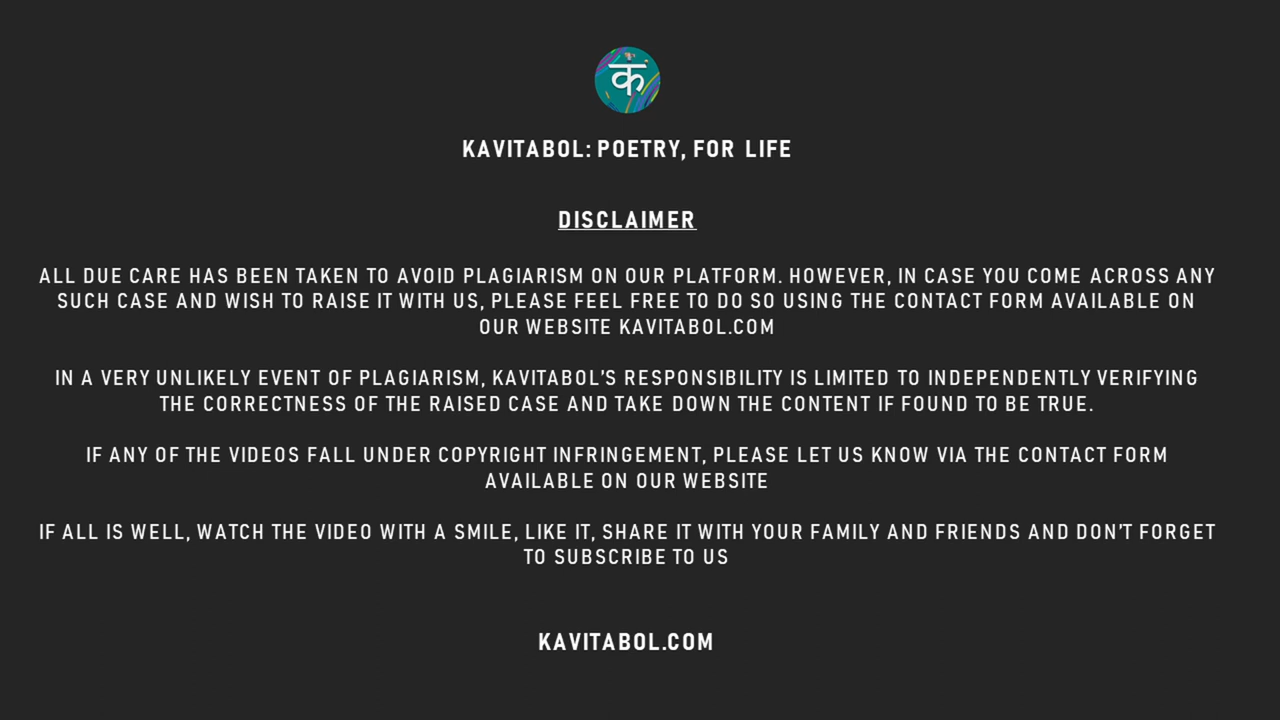 क
KAVITABOL: POETRY, FOR LIFE
DISCLAIMER
ALL DUE CARE HAS BEEN TAKEN TO AVOID PLAGIARISM ON OUR PLATFORM. HOWEVER, IN CASE YOU COME ACROSS ANY
SUCH CASE AND WISH TO RAISE IT WITH US, PLEASE FEEL FREE TO DO SO USING THE CONTACT FORM AVAILABLE ON
OUR WEBSITE KAVITABOL.COM
IN A VERY UNLIKELY EVENT OF PLAGIARISM, KAVITABOL’S RESPONSIBILITY IS LIMITED TO INDEPENDENTLY VERIFYING
THE CORRECTNESS OF THE RAISED CASE AND TAKE DOWN THE CONTENT IF FOUND TO BE TRUE.
IF ANY OF THE VIDEOS FALL UNDER COPYRIGHT INFRINGEMENT, PLEASE LET US KNOW VIA THE CONTACT FORM
AVAILABLE ON OUR WEBSITE
IF ALL IS WELL, WATCH THE VIDEO WITH A SMILE, LIKE IT, SHARE IT WITH YOUR FAMILY AND FRIENDS AND DON’T FORGET
TO SUBSCRIBE TO US
KAVITABOL.COM